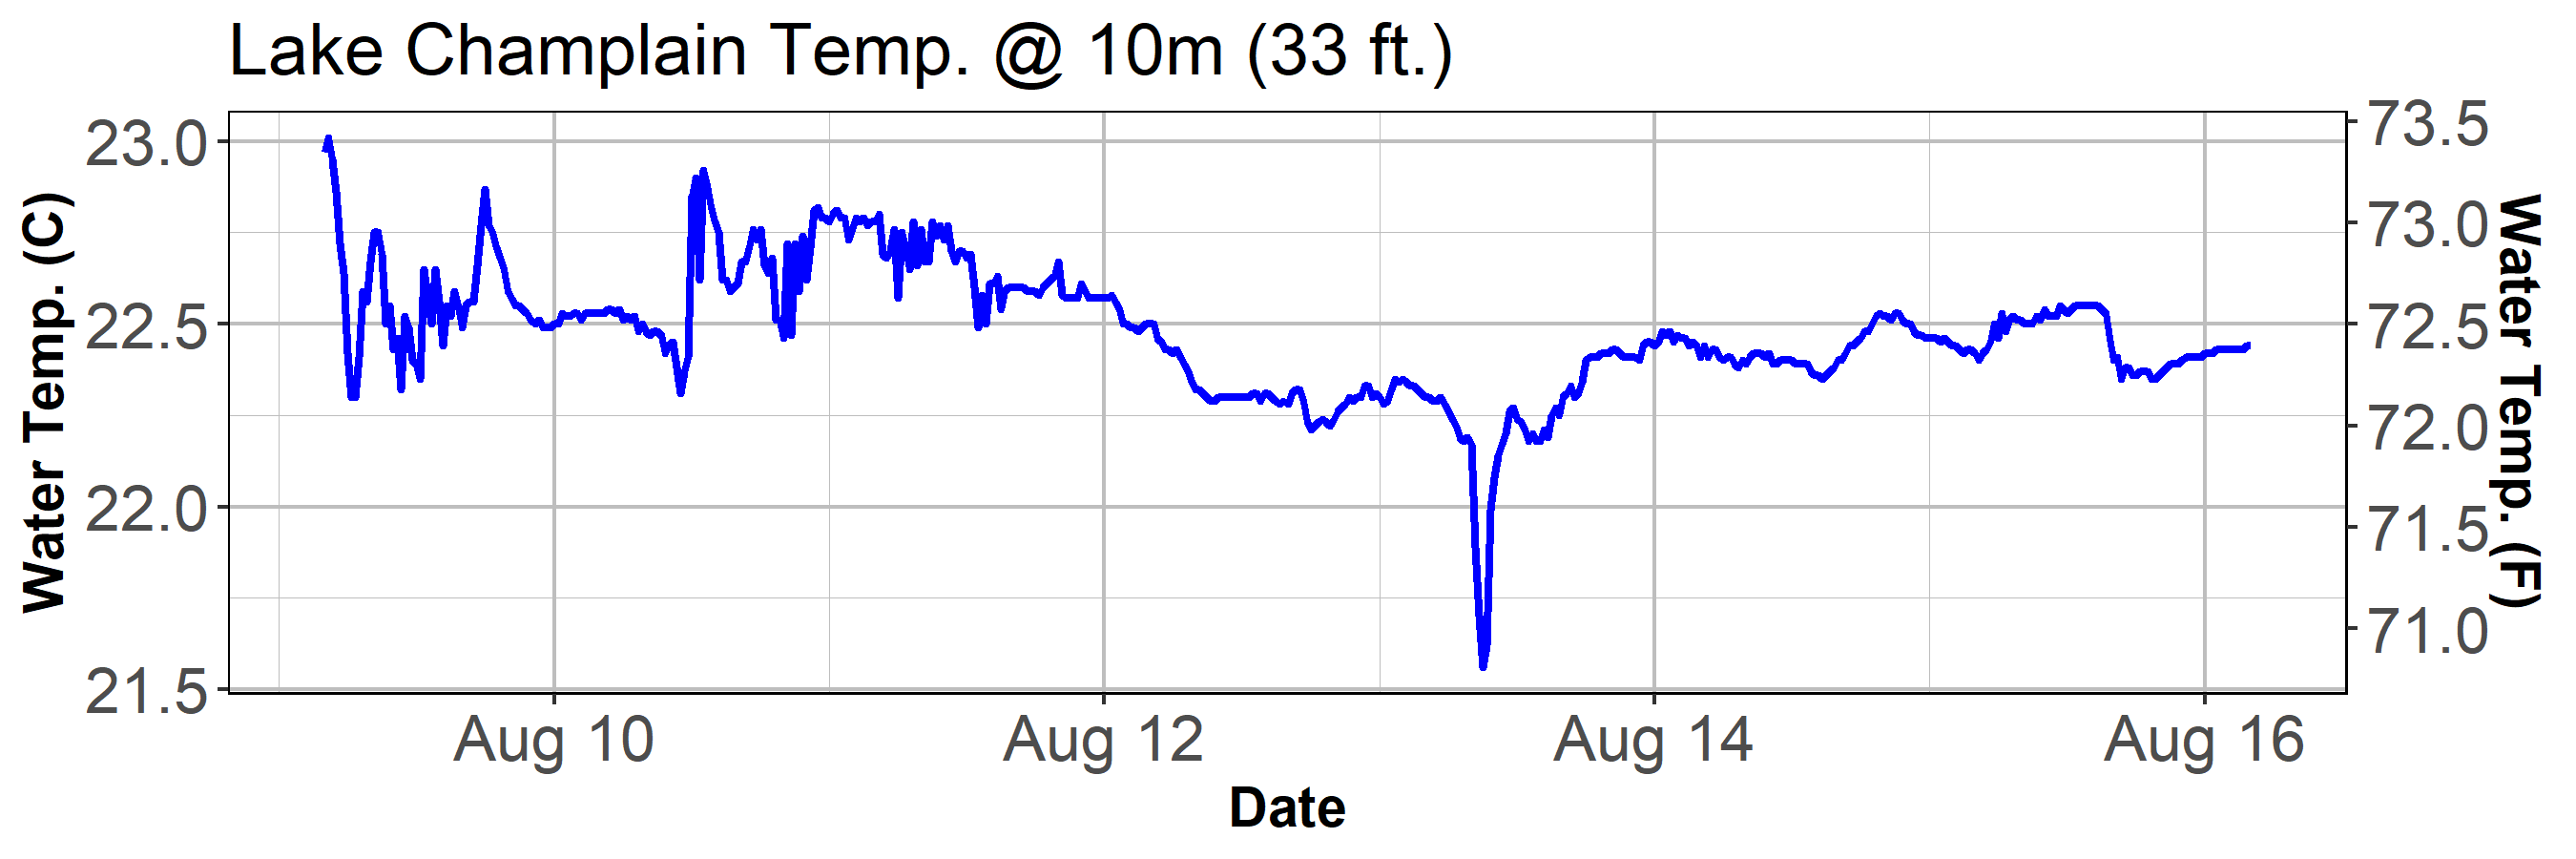 Lake Champlain Temp. @ 10m (33 ft.)
Water Temp. (C)
23.0
22.5
22.0
21.5
73.5
73.0
72.5
72.0
71.5
71.0
Water Temp. (F)
Aug 10
Aug 12
Aug 14
Aug 16
Date